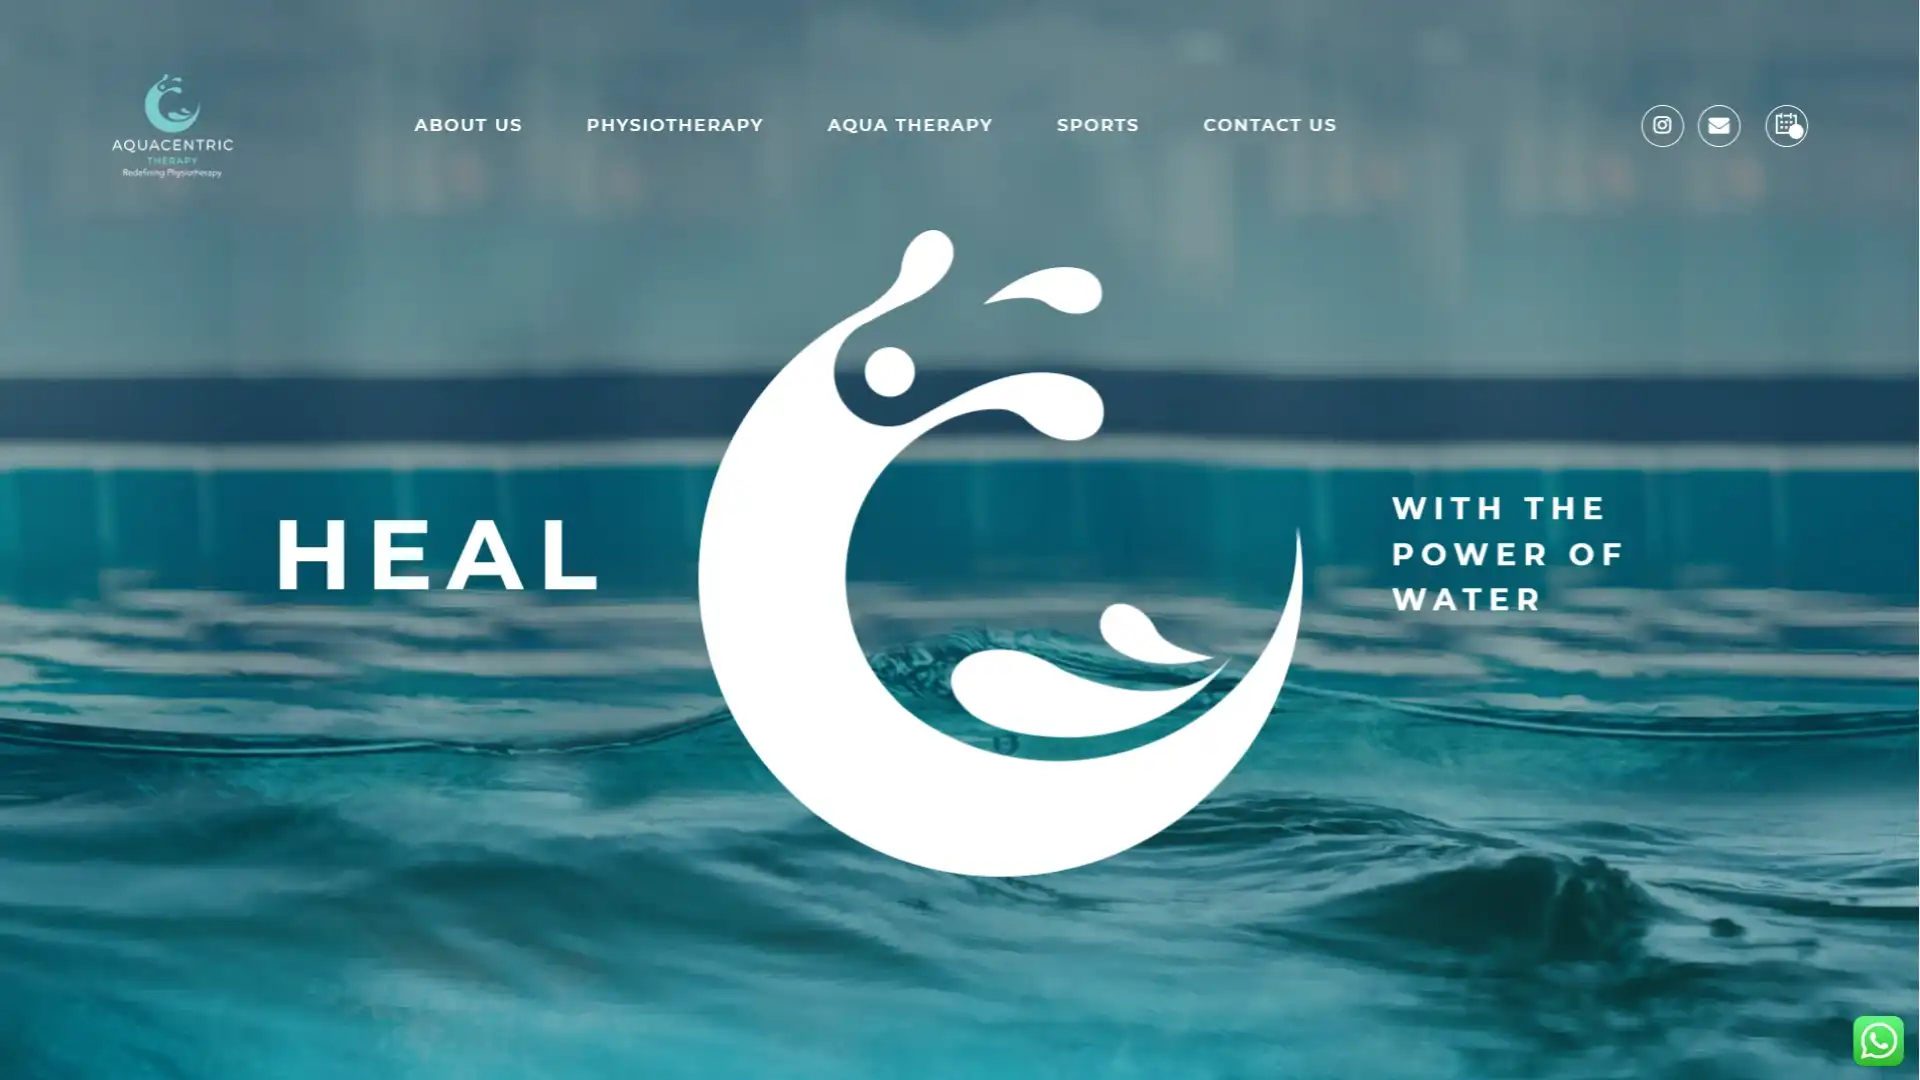 AQUACENTRIC
THERAPY
Redefining Physiotherapy
ABOUT US
PHYSIOTHERAPY
AQUA THERAPY
SPORTS
CONTACT US
HEAL
WITH THE
POWER OF
WATER